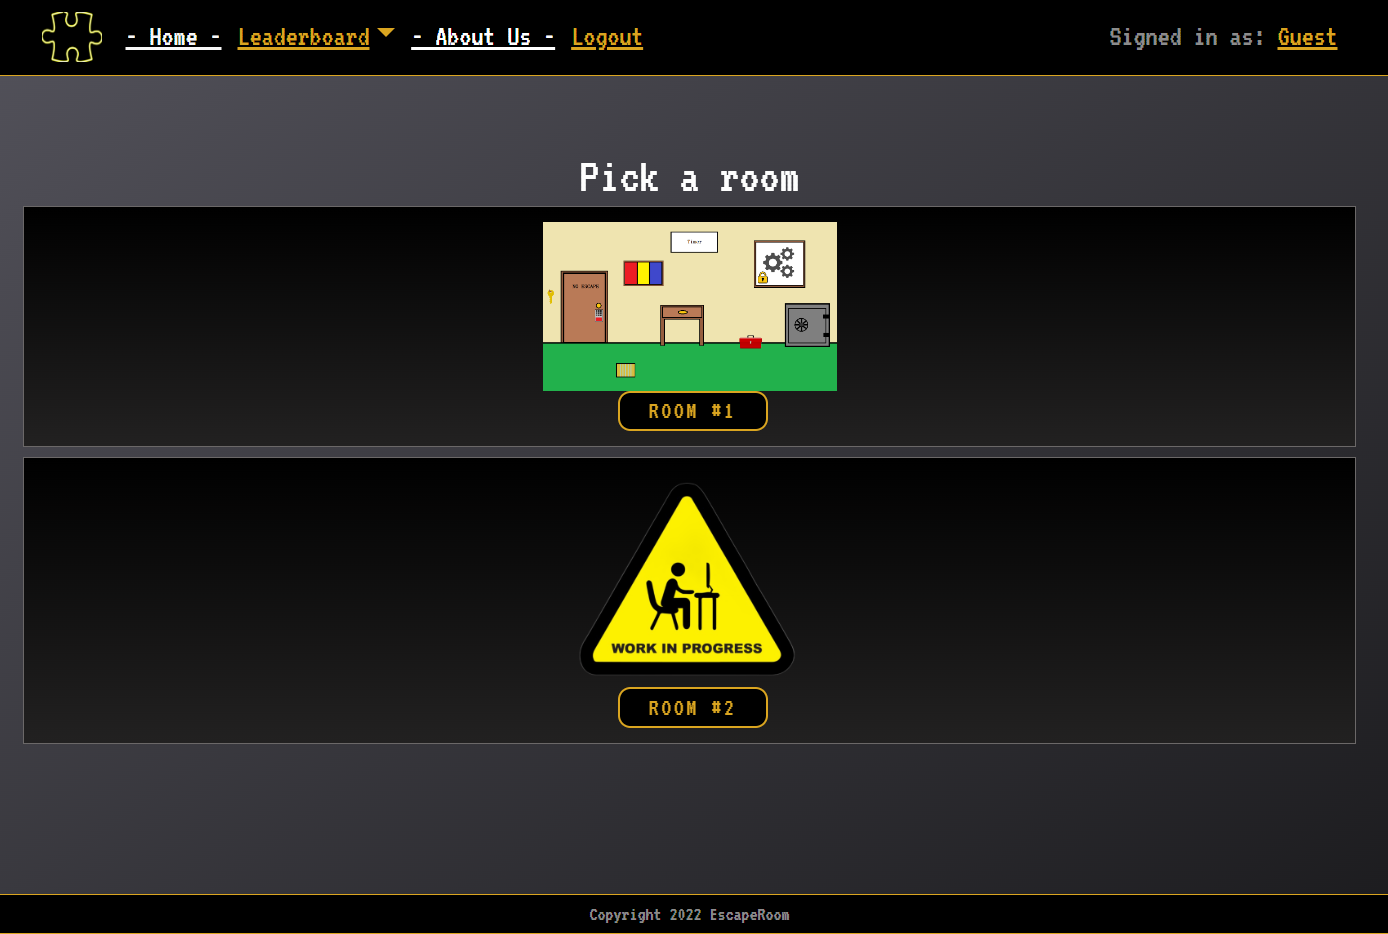 - Home - Leaderboard - About Us - Logout Signed in as: Guest
Pick a room
Timer
NO ESCAPE
ROOM #1
WORK IN PROGRESS
ROOM #2
Copyright 2022 EscapeRoom